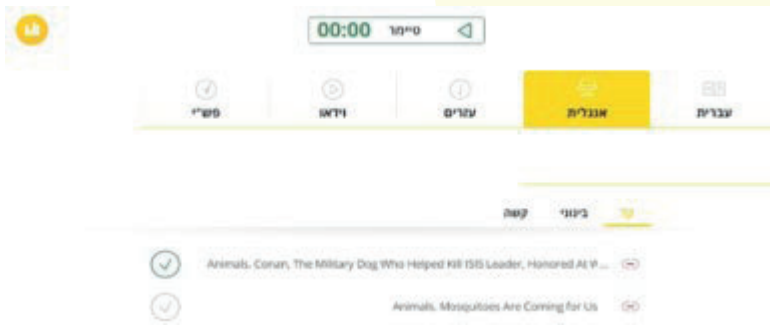 טיימר 00:00
עברית אנגלית עזרים וידאו פש"י
קל בינוני קשה
Animals. Conan, The Military Dog Who Helped Kill ISIS Leader, Honored At W ...
Animals. Mosquitoes Are Coming for Us